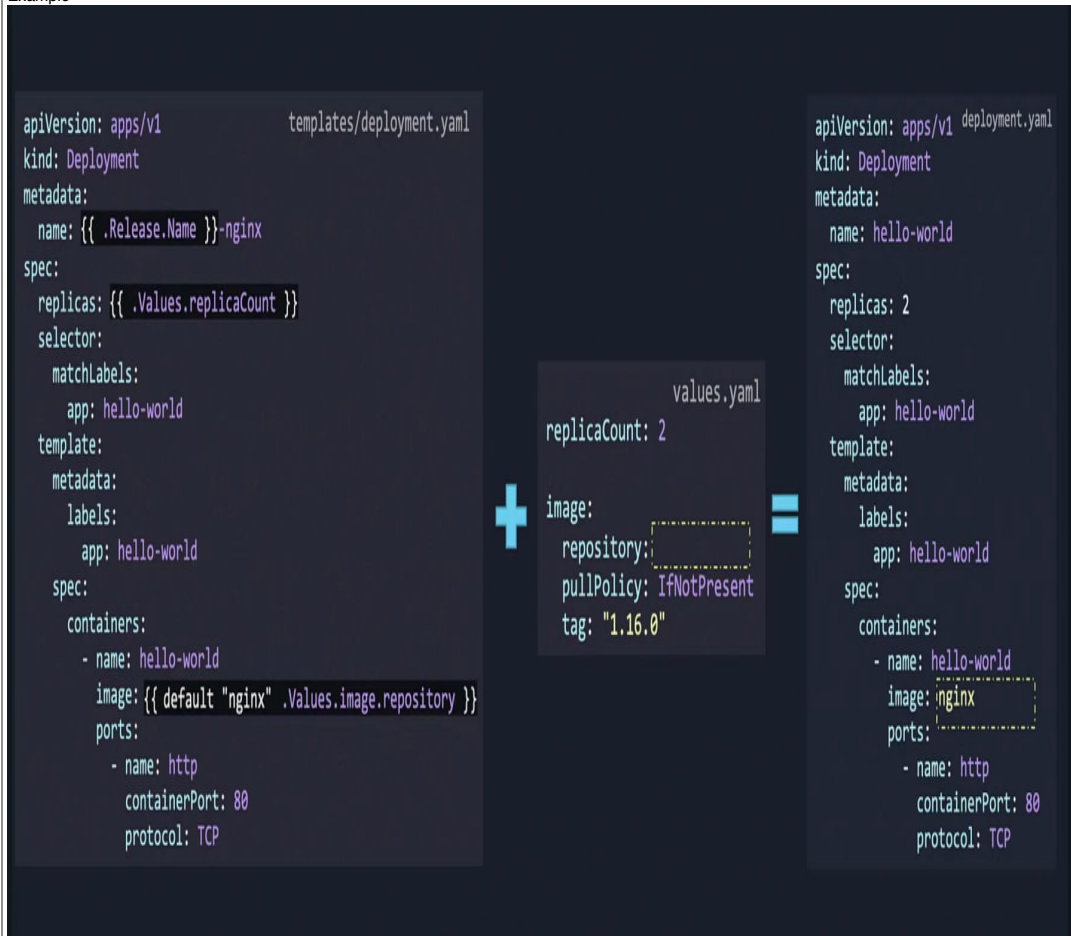 Example
apiVersion: apps/v1 templates/deployment.yaml
kind: Deployment
metadata:
  name: {{ .Release.Name }}-nginx
spec:
  replicas: {{ .Values.replicaCount }}
  selector:
    matchLabels:
      app: hello-world
  template:
    metadata:
      labels:
        app: hello-world
    spec:
      containers:
        - name: hello-world
          image: {{ default "nginx" .Values.image.repository }}
          ports:
            - name: http
              containerPort: 80
              protocol: TCP
+
values.yaml
replicaCount: 2
image:
  repository:
  pullPolicy: IfNotPresent
  tag: "1.16.0"
=
apiVersion: apps/v1 deployment.yaml
kind: Deployment
metadata:
  name: hello-world
spec:
  replicas: 2
  selector:
    matchLabels:
      app: hello-world
  template:
    metadata:
      labels:
        app: hello-world
    spec:
      containers:
        - name: hello-world
          image: nginx
          ports:
            - name: http
              containerPort: 80
              protocol: TCP